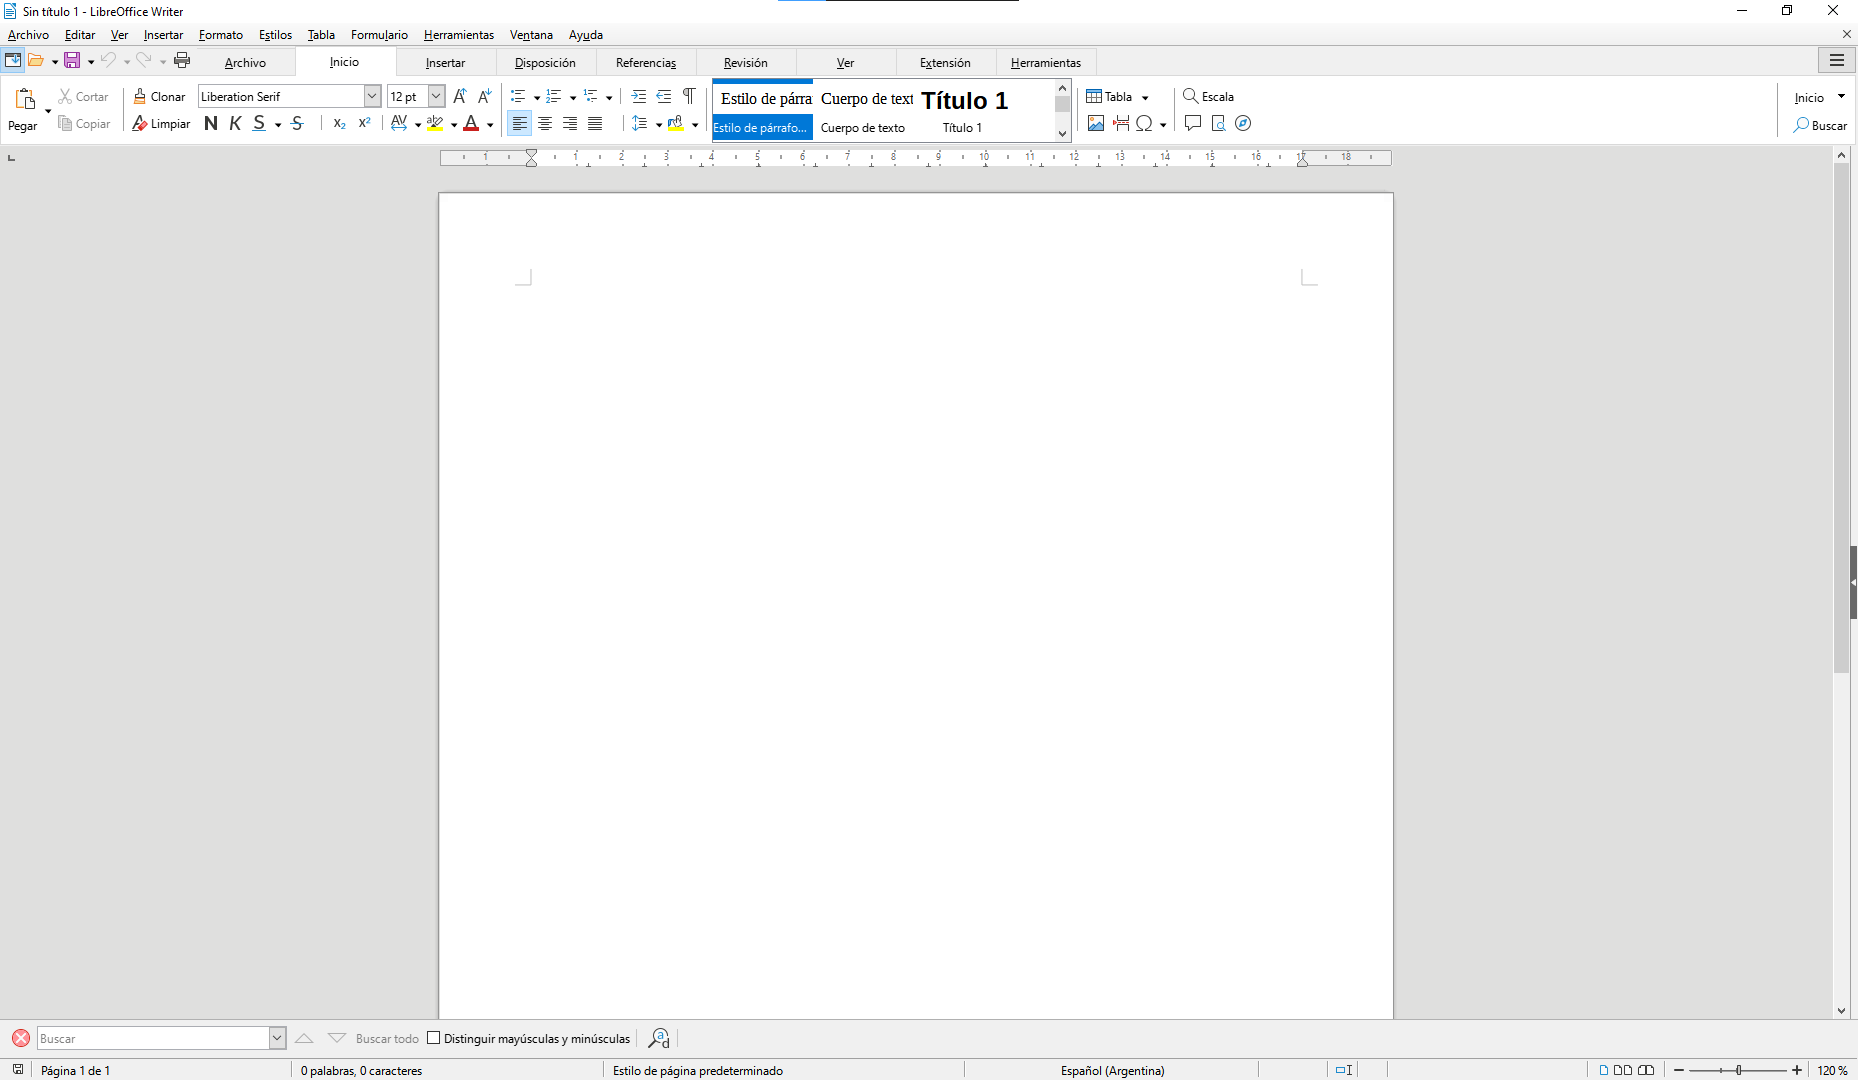 Sin título 1 - LibreOffice Writer
Archivo Editar Ver Insertar Formato Estilos Tabla Formulario Herramientas Ventana Ayuda
Archivo Inicio Insertar Disposición Referencias Revisión Ver Extensión Herramientas
Pegar Cortar Clonar Liberation Serif 12 pt Estilo de párra Cuerpo de text Título 1 Tabla Escala Inicio
Copiar Limpiar N K S S x₂ x² AV ab A Estilo de párrafo... Cuerpo de texto Título 1 Ω Buscar
1 1 2 3 4 5 6 7 8 9 10 11 12 13 14 15 16 17 18
Buscar Buscar todo Distinguir mayúsculas y minúsculas
Página 1 de 1 0 palabras, 0 caracteres Estilo de página predeterminado Español (Argentina) 120 %